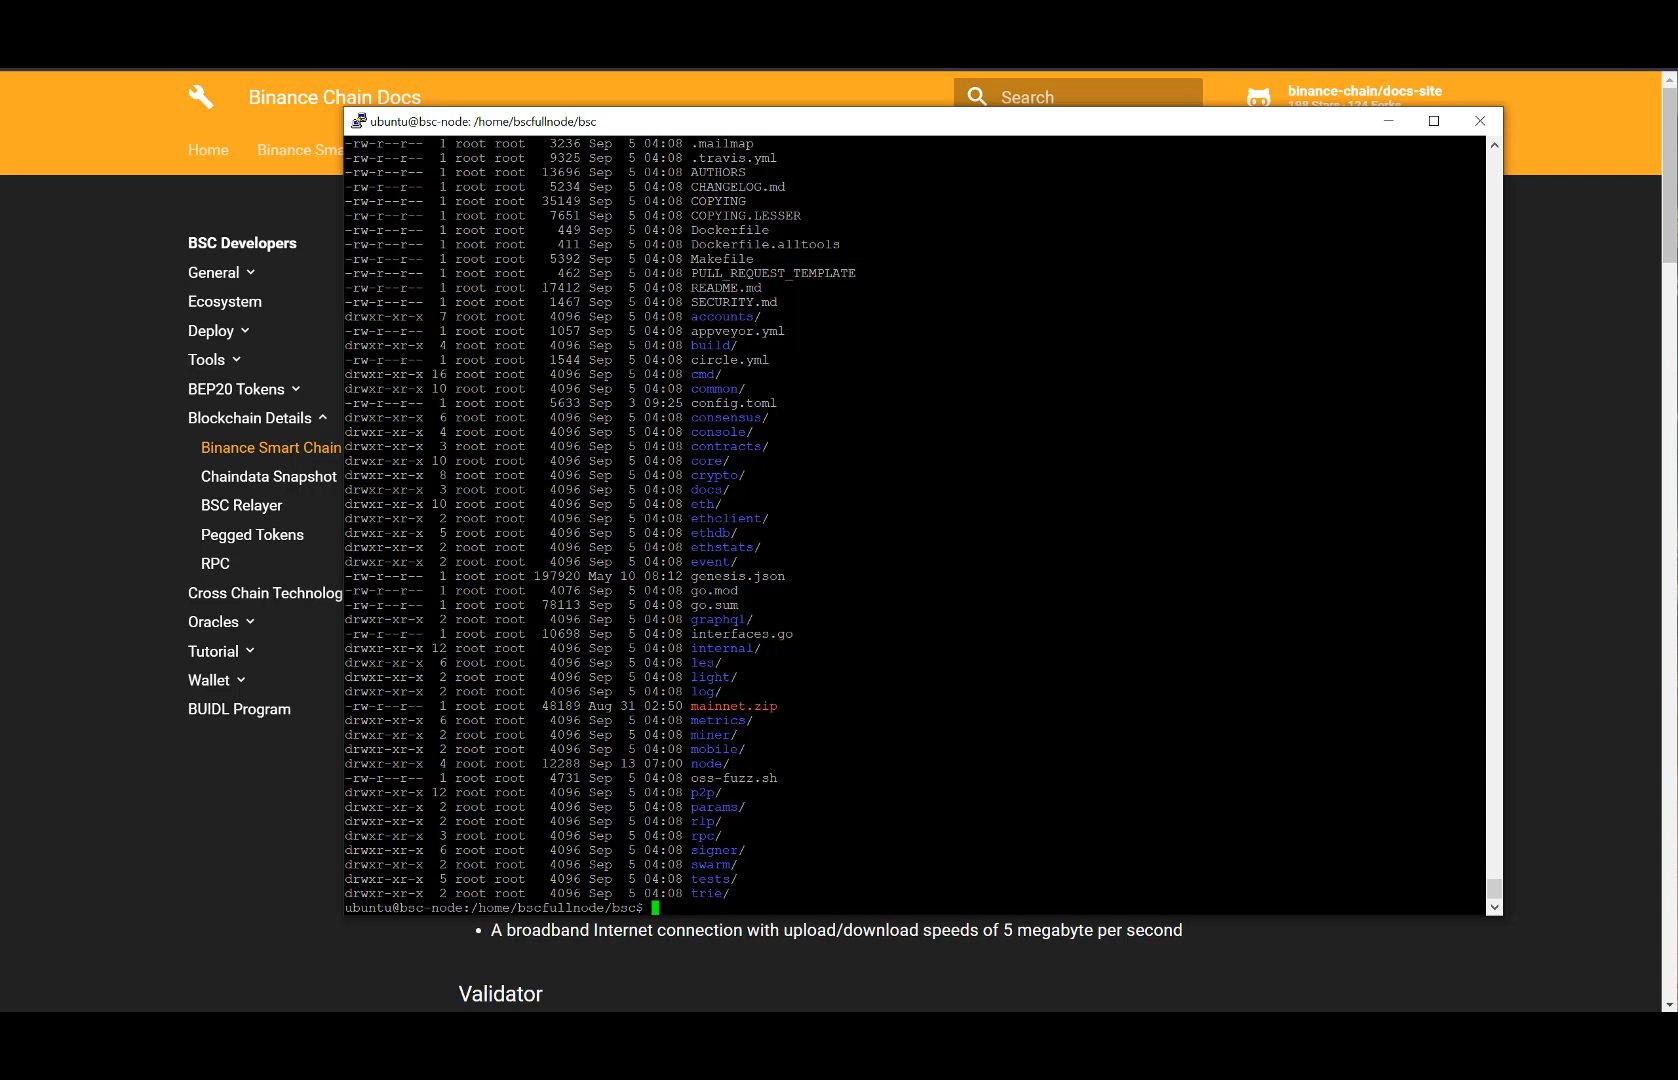 Binance Chain Docs
Search
binance-chain/docs-site
198 Stars · 124 Forks
Home Binance Sma
ubuntu@bsc-node: /home/bscfullnode/bsc
BSC Developers
General
Ecosystem
Deploy
Tools
BEP20 Tokens
Blockchain Details
Binance Smart Chain
Chaindata Snapshot
BSC Relayer
Pegged Tokens
RPC
Cross Chain Technolog
Oracles
Tutorial
Wallet
BUIDL Program
-rw-r--r-- 1 root root 3236 Sep 5 04:08 .mailmap
-rw-r--r-- 1 root root 9325 Sep 5 04:08 .travis.yml
-rw-r--r-- 1 root root 13696 Sep 5 04:08 AUTHORS
-rw-r--r-- 1 root root 5234 Sep 5 04:08 CHANGELOG.md
-rw-r--r-- 1 root root 35149 Sep 5 04:08 COPYING
-rw-r--r-- 1 root root 7651 Sep 5 04:08 COPYING.LESSER
-rw-r--r-- 1 root root 449 Sep 5 04:08 Dockerfile
-rw-r--r-- 1 root root 411 Sep 5 04:08 Dockerfile.alltools
-rw-r--r-- 1 root root 5392 Sep 5 04:08 Makefile
-rw-r--r-- 1 root root 462 Sep 5 04:08 PULL_REQUEST_TEMPLATE
-rw-r--r-- 1 root root 17412 Sep 5 04:08 README.md
-rw-r--r-- 1 root root 1467 Sep 5 04:08 SECURITY.md
drwxr-xr-x 7 root root 4096 Sep 5 04:08 accounts/
-rw-r--r-- 1 root root 1057 Sep 5 04:08 appveyor.yml
drwxr-xr-x 4 root root 4096 Sep 5 04:08 build/
-rw-r--r-- 1 root root 1544 Sep 5 04:08 circle.yml
drwxr-xr-x 16 root root 4096 Sep 5 04:08 cmd/
drwxr-xr-x 10 root root 4096 Sep 5 04:08 common/
-rw-r--r-- 1 root root 5633 Sep 3 09:25 config.toml
drwxr-xr-x 6 root root 4096 Sep 5 04:08 consensus/
drwxr-xr-x 4 root root 4096 Sep 5 04:08 console/
drwxr-xr-x 3 root root 4096 Sep 5 04:08 contracts/
drwxr-xr-x 10 root root 4096 Sep 5 04:08 core/
drwxr-xr-x 8 root root 4096 Sep 5 04:08 crypto/
drwxr-xr-x 3 root root 4096 Sep 5 04:08 docs/
drwxr-xr-x 10 root root 4096 Sep 5 04:08 eth/
drwxr-xr-x 2 root root 4096 Sep 5 04:08 ethclient/
drwxr-xr-x 5 root root 4096 Sep 5 04:08 ethdb/
drwxr-xr-x 2 root root 4096 Sep 5 04:08 ethstats/
drwxr-xr-x 2 root root 4096 Sep 5 04:08 event/
-rw-r--r-- 1 root root 197920 May 10 08:12 genesis.json
-rw-r--r-- 1 root root 4076 Sep 5 04:08 go.mod
-rw-r--r-- 1 root root 78113 Sep 5 04:08 go.sum
drwxr-xr-x 2 root root 4096 Sep 5 04:08 graphql/
-rw-r--r-- 1 root root 10698 Sep 5 04:08 interfaces.go
drwxr-xr-x 12 root root 4096 Sep 5 04:08 internal/
drwxr-xr-x 6 root root 4096 Sep 5 04:08 les/
drwxr-xr-x 2 root root 4096 Sep 5 04:08 light/
drwxr-xr-x 2 root root 4096 Sep 5 04:08 log/
-rw-r--r-- 1 root root 48189 Aug 31 02:50 mainnet.zip
drwxr-xr-x 6 root root 4096 Sep 5 04:08 metrics/
drwxr-xr-x 2 root root 4096 Sep 5 04:08 miner/
drwxr-xr-x 2 root root 4096 Sep 5 04:08 mobile/
drwxr-xr-x 4 root root 12288 Sep 13 07:00 node/
-rw-r--r-- 1 root root 4731 Sep 5 04:08 oss-fuzz.sh
drwxr-xr-x 12 root root 4096 Sep 5 04:08 p2p/
drwxr-xr-x 2 root root 4096 Sep 5 04:08 params/
drwxr-xr-x 2 root root 4096 Sep 5 04:08 rlp/
drwxr-xr-x 3 root root 4096 Sep 5 04:08 rpc/
drwxr-xr-x 6 root root 4096 Sep 5 04:08 signer/
drwxr-xr-x 2 root root 4096 Sep 5 04:08 swarm/
drwxr-xr-x 5 root root 4096 Sep 5 04:08 tests/
drwxr-xr-x 2 root root 4096 Sep 5 04:08 trie/
ubuntu@bsc-node:/home/bscfullnode/bsc$
• A broadband Internet connection with upload/download speeds of 5 megabyte per second
Validator